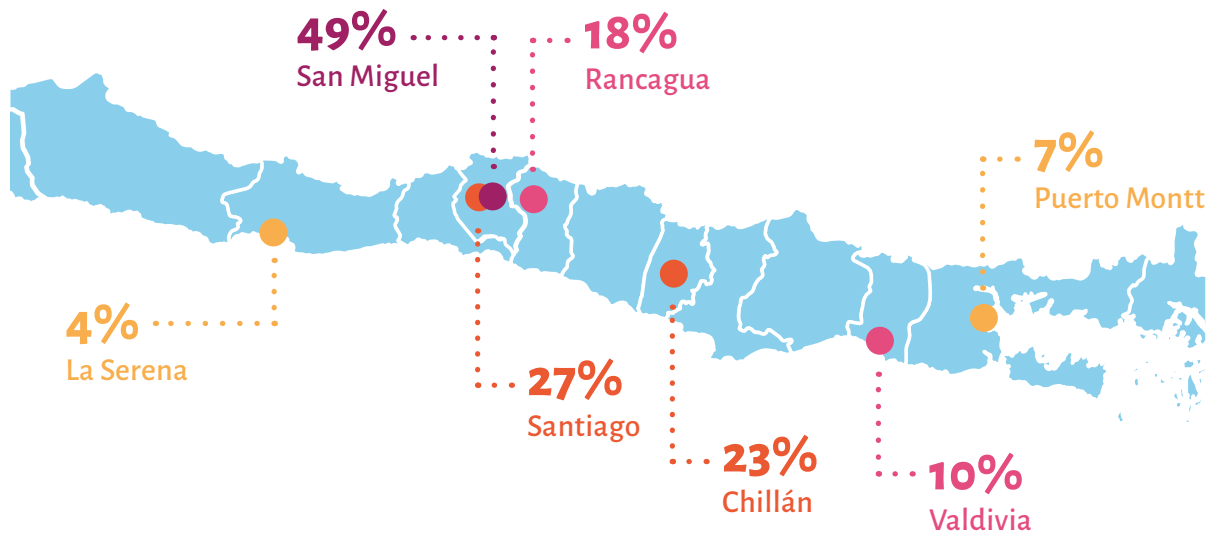 49%
San Miguel
18%
Rancagua
7%
Puerto Montt
4%
La Serena
27%
Santiago
23%
Chillán
10%
Valdivia